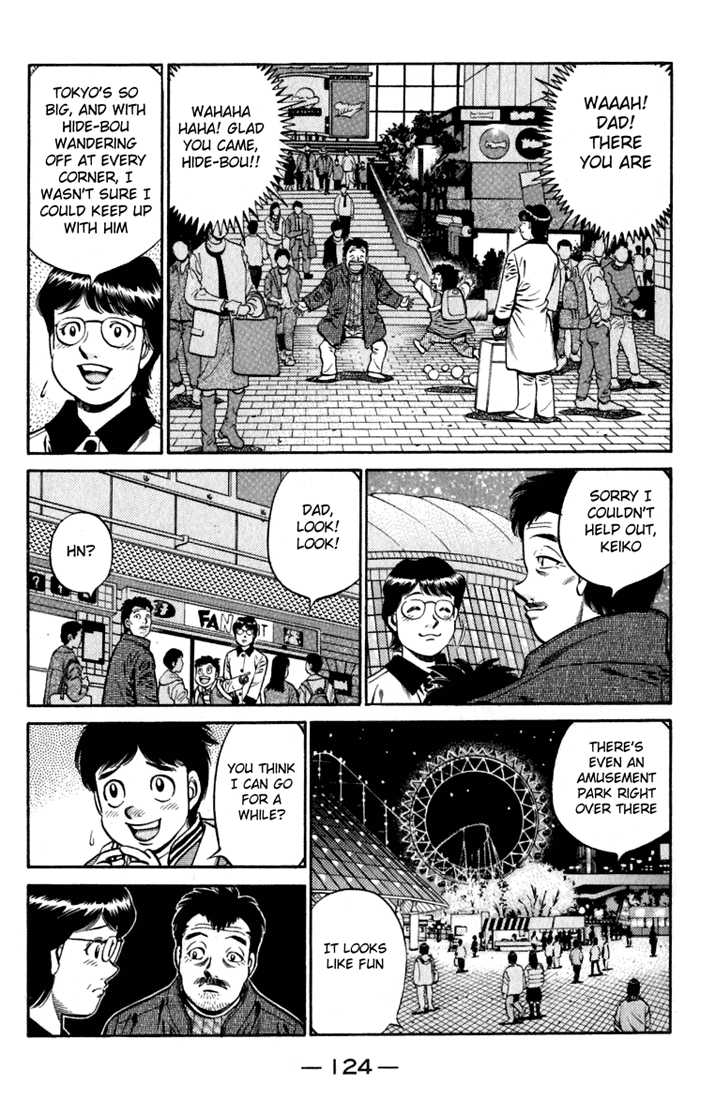 WAAAH!
DAD!
THERE
YOU ARE
WAHAHA
HAHA! GLAD
YOU CAME,
HIDE-BOU!!
TOKYO'S SO
BIG, AND WITH
HIDE-BOU
WANDERING
OFF AT EVERY
CORNER, I
WASN'T SURE I
COULD KEEP UP
WITH HIM
SORRY I
COULDN'T
HELP OUT,
KEIKO
DAD,
LOOK!
LOOK!
HN?
THERE'S
EVEN AN
AMUSEMENT
PARK RIGHT
OVER THERE
IT LOOKS
LIKE FUN
YOU THINK
I CAN GO
FOR A
WHILE?
— 124 —